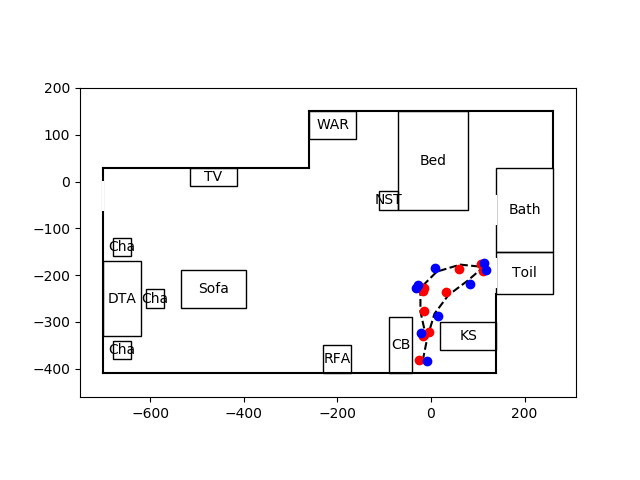 200
100
0
−100
−200
−300
−400
−600
−400
−200
0
200
WAR
TV
Bed
NST
Bath
Cha
Toil
DTA
Cha
Sofa
Cha
RFA
CB
KS